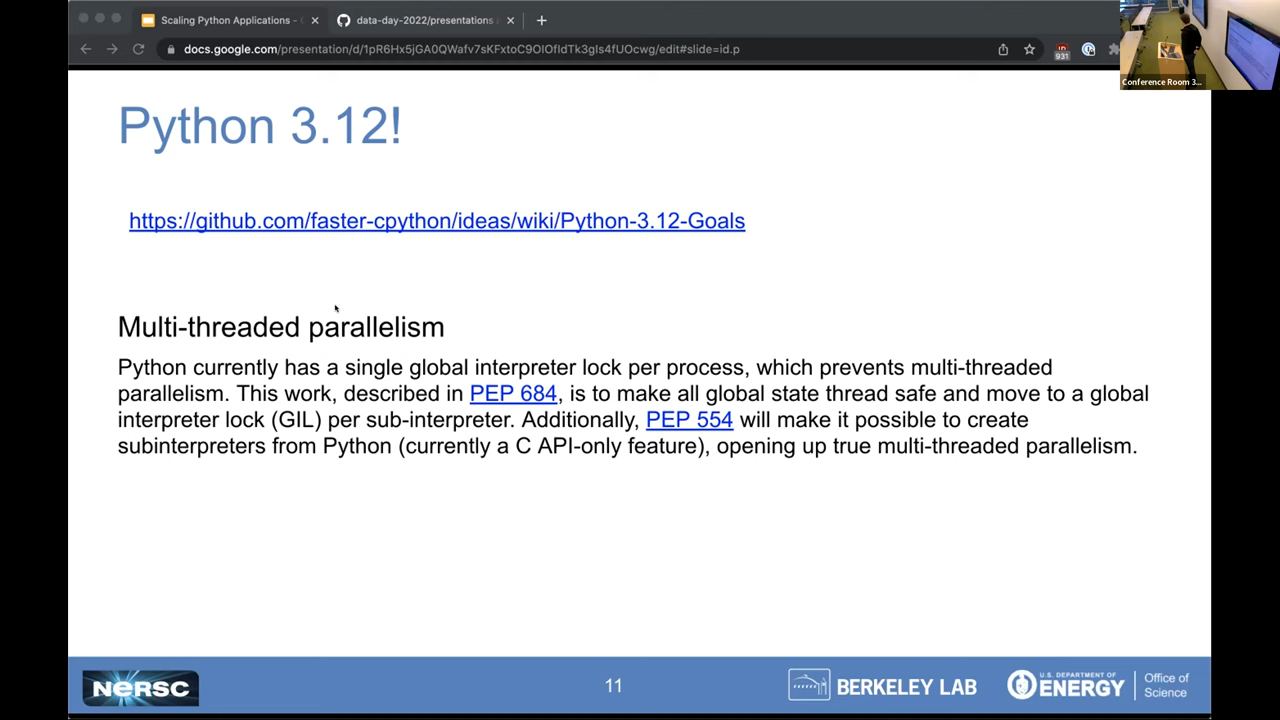 Scaling Python Applications -
data-day-2022/presentations
docs.google.com/presentation/d/1pR6Hx5jGA0QWafv7sKFxtoC9OIOfIdTk3gIs4fUOcwg/edit#slide=id.p
931
Conference Room 3...
Python 3.12!
https://github.com/faster-cpython/ideas/wiki/Python-3.12-Goals
Multi-threaded parallelism
Python currently has a single global interpreter lock per process, which prevents multi-threaded
parallelism. This work, described in PEP 684, is to make all global state thread safe and move to a global
interpreter lock (GIL) per sub-interpreter. Additionally, PEP 554 will make it possible to create
subinterpreters from Python (currently a C API-only feature), opening up true multi-threaded parallelism.
NERSC
11
BERKELEY LAB
U.S. DEPARTMENT OF
ENERGY
Office of
Science